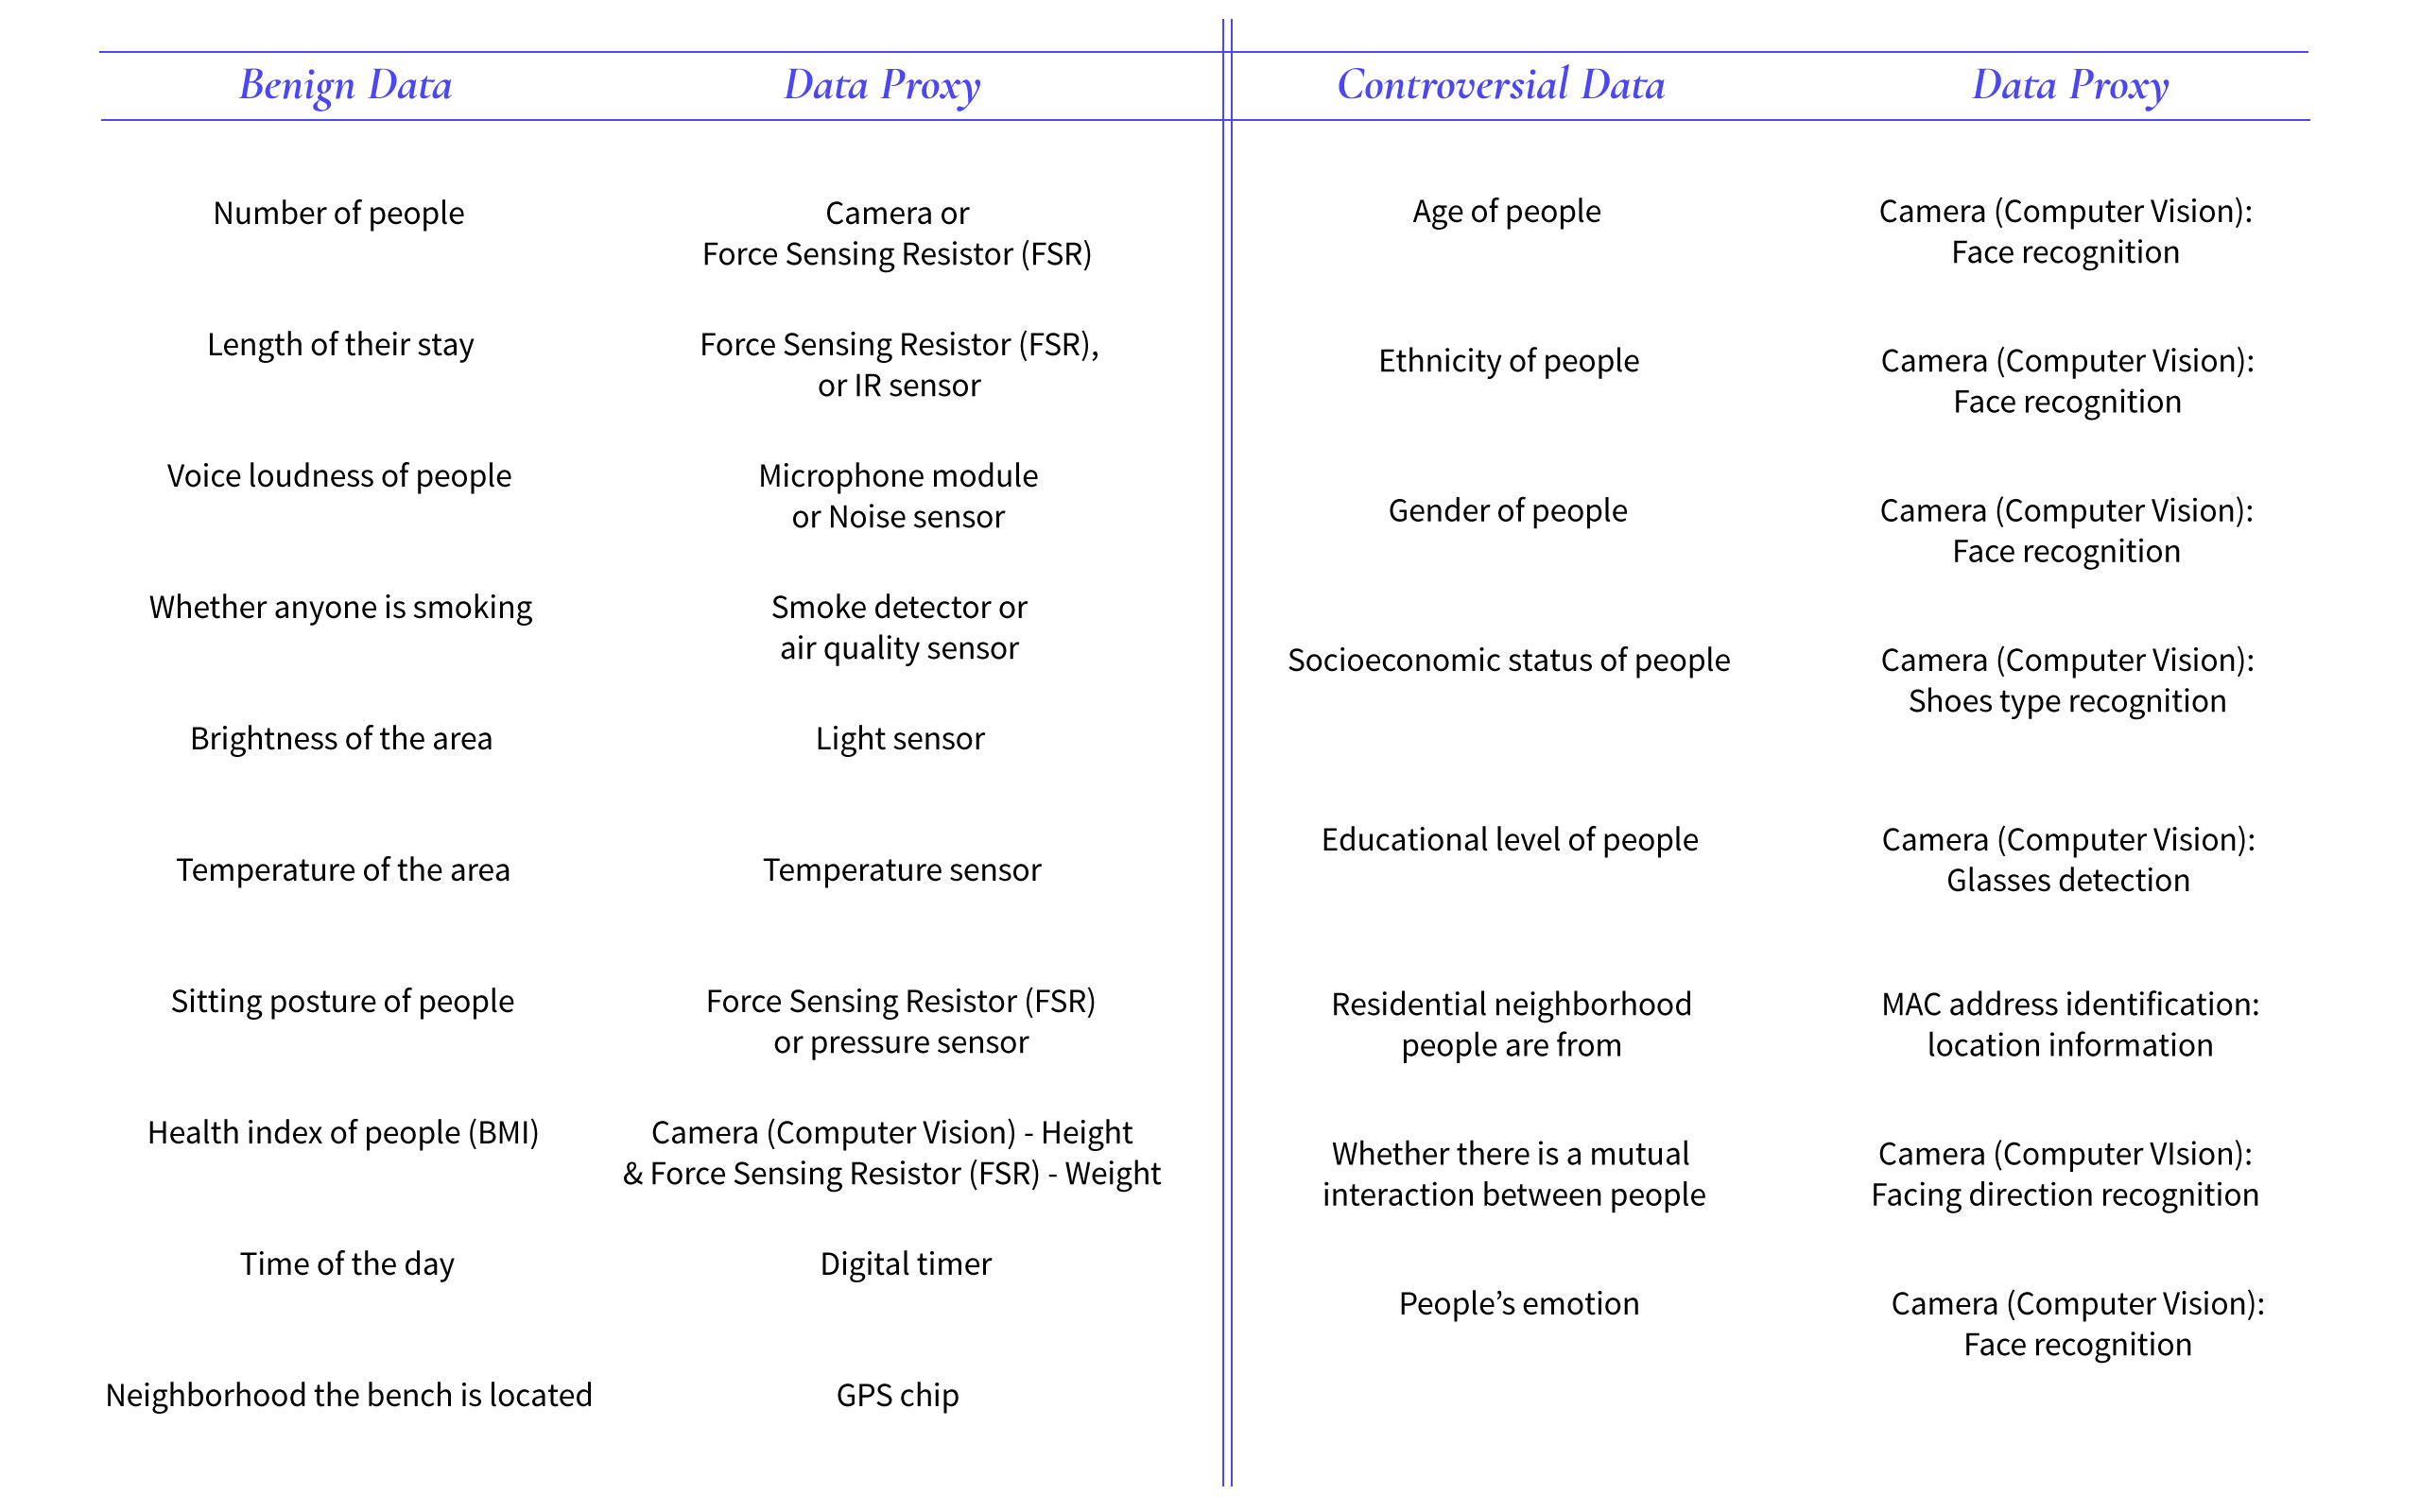 Benign Data
Data Proxy
Number of people
Camera or
Force Sensing Resistor (FSR)
Length of their stay
Force Sensing Resistor (FSR),
or IR sensor
Voice loudness of people
Microphone module
or Noise sensor
Whether anyone is smoking
Smoke detector or
air quality sensor
Brightness of the area
Light sensor
Temperature of the area
Temperature sensor
Sitting posture of people
Force Sensing Resistor (FSR)
or pressure sensor
Health index of people (BMI)
Camera (Computer Vision) - Height
& Force Sensing Resistor (FSR) - Weight
Time of the day
Digital timer
Neighborhood the bench is located
GPS chip
Controversial Data
Data Proxy
Age of people
Camera (Computer Vision):
Face recognition
Ethnicity of people
Camera (Computer Vision):
Face recognition
Gender of people
Camera (Computer Vision):
Face recognition
Socioeconomic status of people
Camera (Computer Vision):
Shoes type recognition
Educational level of people
Camera (Computer Vision):
Glasses detection
Residential neighborhood
people are from
MAC address identification:
location information
Whether there is a mutual
interaction between people
Camera (Computer VIsion):
Facing direction recognition
People’s emotion
Camera (Computer Vision):
Face recognition